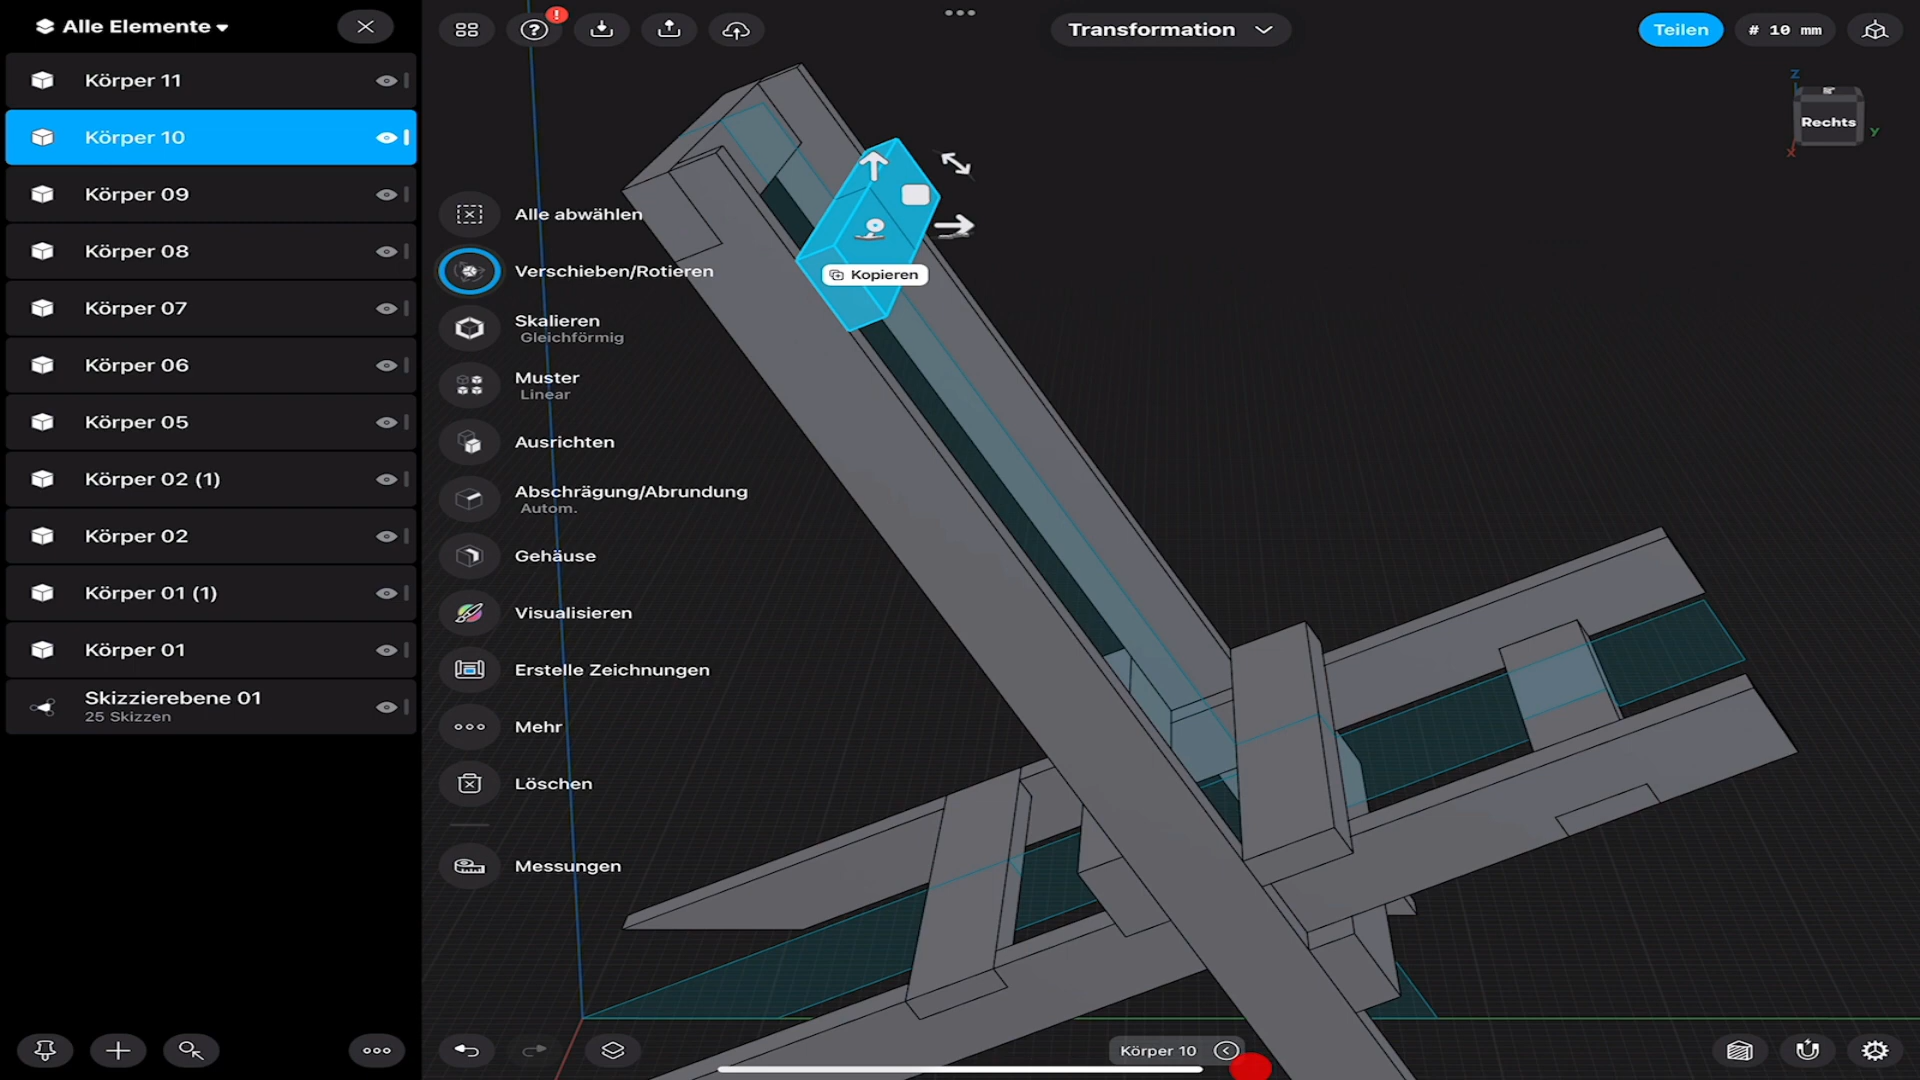 Alle Elemente
Körper 11
Körper 10
Körper 09
Körper 08
Körper 07
Körper 06
Körper 05
Körper 02 (1)
Körper 02
Körper 01 (1)
Körper 01
Skizzierebene 01
25 Skizzen
Transformation
Teilen
# 10 mm
Z
Rechts
Y
X
Alle abwählen
Verschieben/Rotieren
Skalieren
Gleichförmig
Muster
Linear
Ausrichten
Abschrägung/Abrundung
Autom.
Gehäuse
Visualisieren
Erstelle Zeichnungen
Mehr
Löschen
Messungen
Kopieren
Körper 10